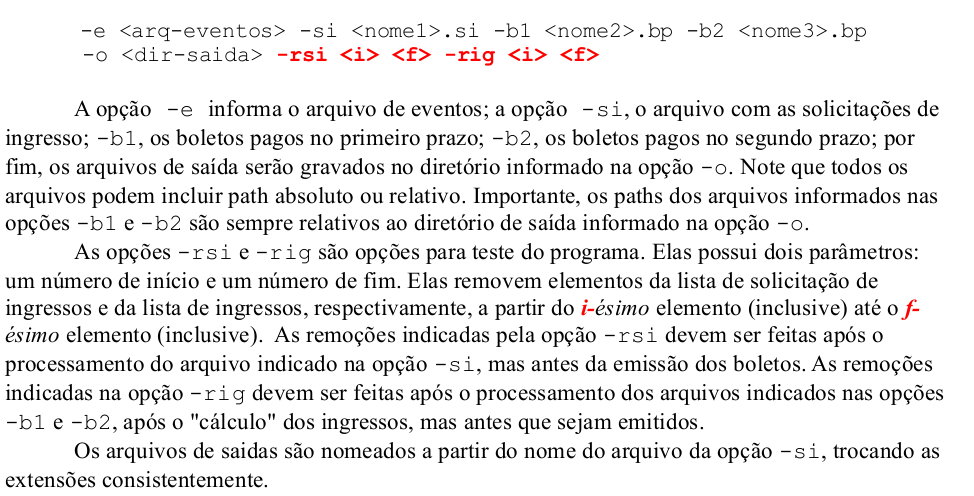 -e <arq-eventos> -si <nome1>.si -b1 <nome2>.bp -b2 <nome3>.bp
-o <dir-saida> -rsi <i> <f> -rig <i> <f>
A opção -e informa o arquivo de eventos; a opção -si, o arquivo com as solicitações de
ingresso; -b1, os boletos pagos no primeiro prazo; -b2, os boletos pagos no segundo prazo; por
fim, os arquivos de saída serão gravados no diretório informado na opção -o. Note que todos os
arquivos podem incluir path absoluto ou relativo. Importante, os paths dos arquivos informados nas
opções -b1 e -b2 são sempre relativos ao diretório de saída informado na opção -o.
As opções -rsi e -rig são opções para teste do programa. Elas possui dois parâmetros:
um número de início e um número de fim. Elas removem elementos da lista de solicitação de
ingressos e da lista de ingressos, respectivamente, a partir do i-ésimo elemento (inclusive) até o f-
ésimo elemento (inclusive). As remoções indicadas pela opção -rsi devem ser feitas após o
processamento do arquivo indicado na opção -si, mas antes da emissão dos boletos. As remoções
indicadas na opção -rig devem ser feitas após o processamento dos arquivos indicados nas opções
-b1 e -b2, após o "cálculo" dos ingressos, mas antes que sejam emitidos.
Os arquivos de saidas são nomeados a partir do nome do arquivo da opção -si, trocando as
extensões consistentemente.